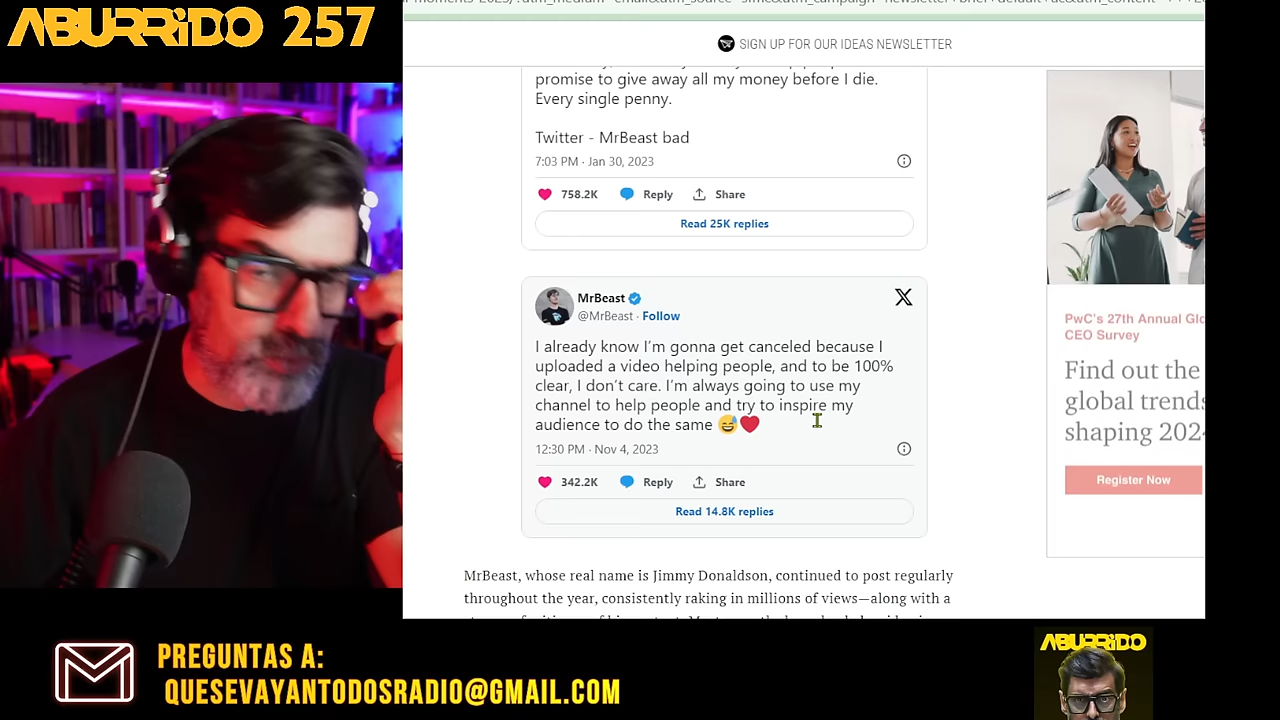 ABURRiDO 257
SIGN UP FOR OUR IDEAS NEWSLETTER
promise to give away all my money before I die.
Every single penny.
Twitter - MrBeast bad
7:03 PM · Jan 30, 2023
758.2K Reply Share
Read 25K replies
MrBeast
@MrBeast · Follow
I already know I'm gonna get canceled because I
uploaded a video helping people, and to be 100%
clear, I don't care. I'm always going to use my
channel to help people and try to inspire my
audience to do the same 😅❤️
12:30 PM · Nov 4, 2023
342.2K Reply Share
Read 14.8K replies
MrBeast, whose real name is Jimmy Donaldson, continued to post regularly
throughout the year, consistently raking in millions of views—along with a
PwC's 27th Annual Glo
CEO Survey
Find out the
global trends
shaping 202
Register Now
PREGUNTAS A:
QUESEVAYANTODOSRADIO@GMAIL.COM
ABURRiDO